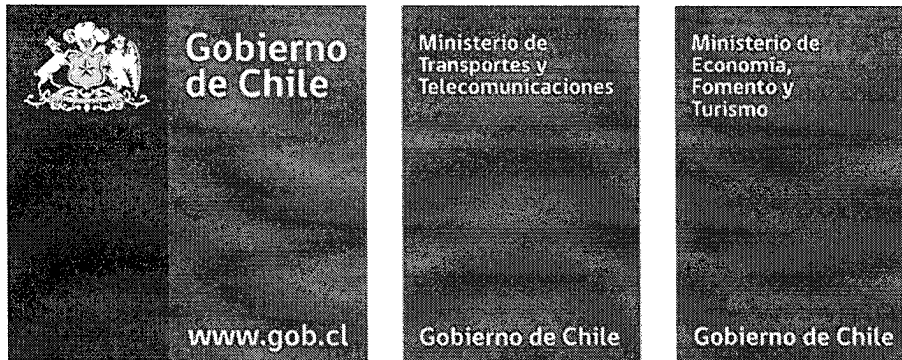 Gobierno
de Chile
www.gob.cl
Ministerio de
Transportes y
Telecomunicaciones
Gobierno de Chile
Ministerio de
Economía,
Fomento y
Turismo
Gobierno de Chile